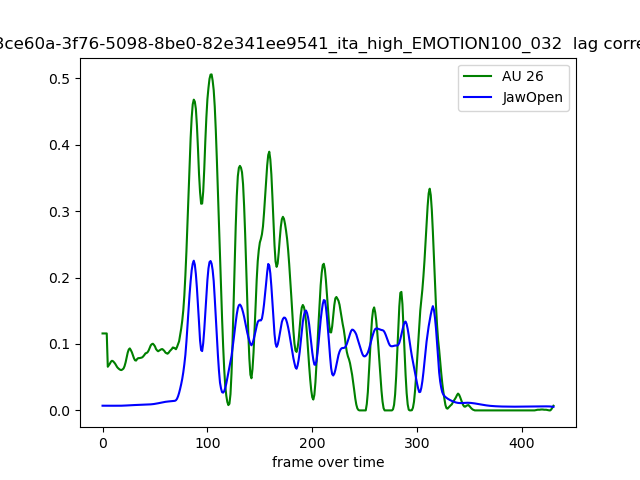 3ce60a-3f76-5098-8be0-82e341ee9541_ita_high_EMOTION100_032 lag corre
AU 26
JawOpen
0.5
0.4
0.3
0.2
0.1
0.0
0 100 200 300 400
frame over time